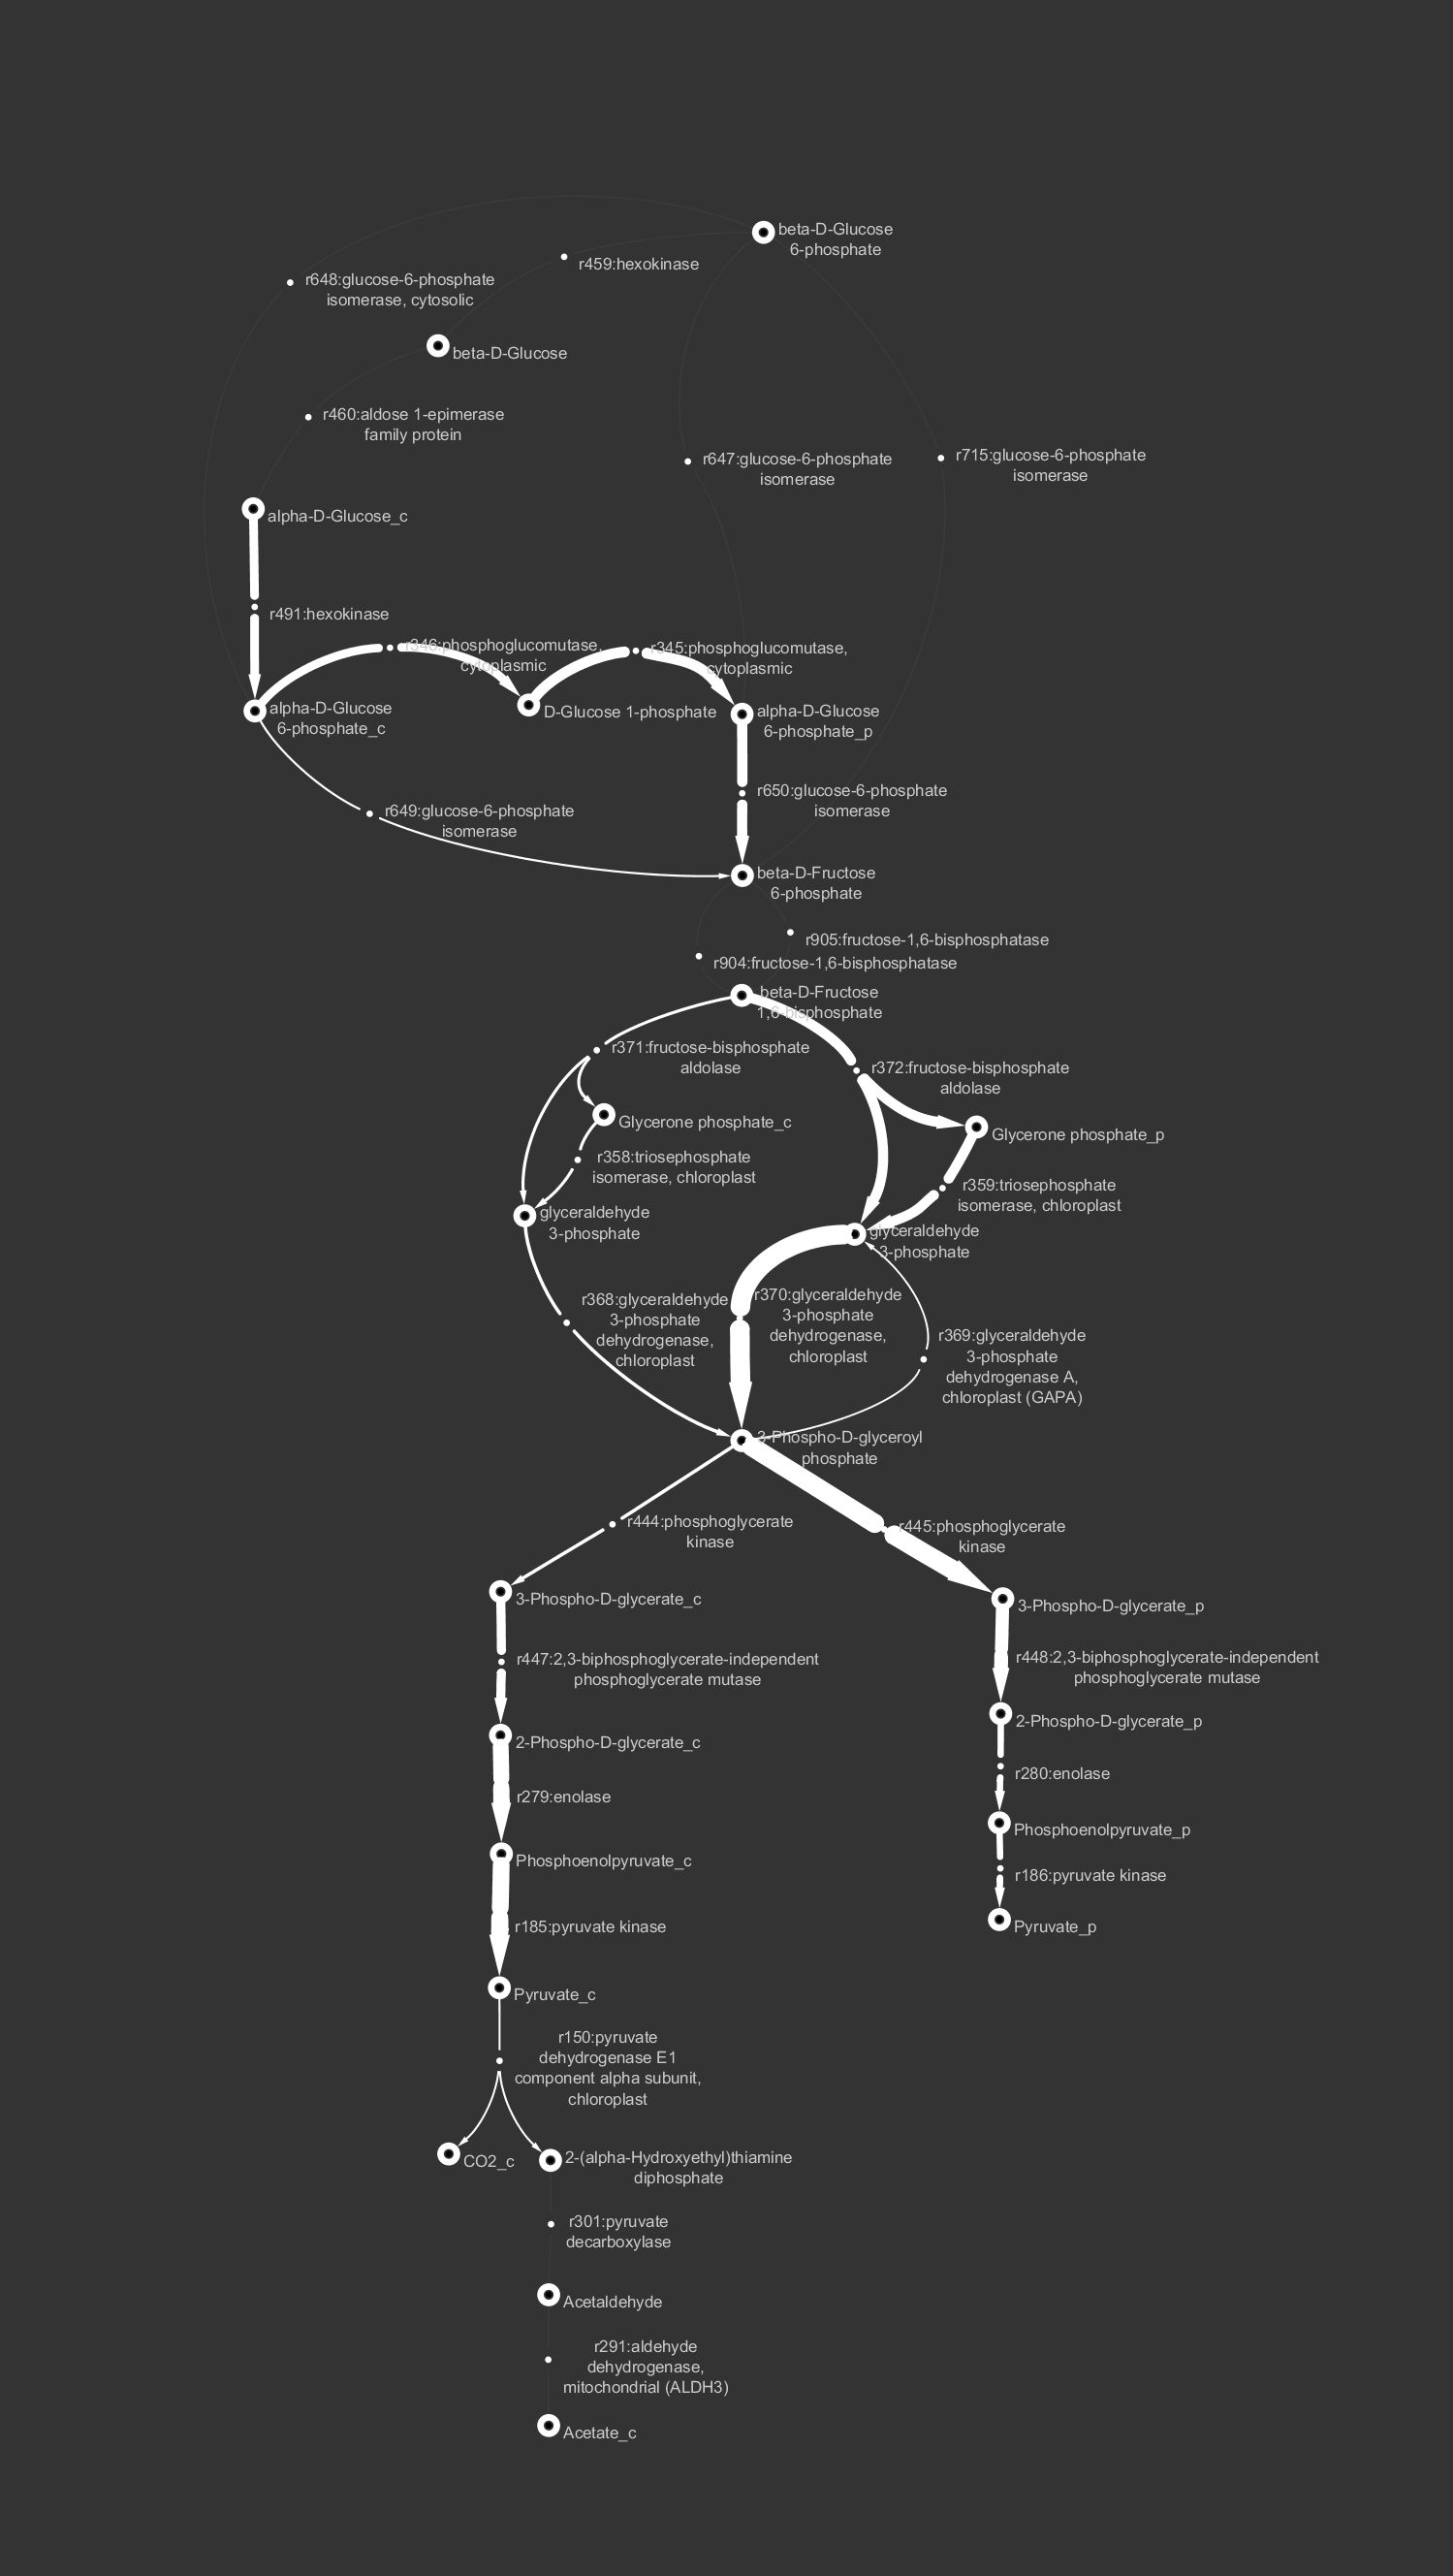 beta-D-Glucose
6-phosphate
r459:hexokinase
r648:glucose-6-phosphate
isomerase, cytosolic
beta-D-Glucose
r460:aldose 1-epimerase
family protein
r647:glucose-6-phosphate
isomerase
r715:glucose-6-phosphate
isomerase
alpha-D-Glucose_c
r491:hexokinase
r346:phosphoglucomutase,
cytoplasmic
r345:phosphoglucomutase,
cytoplasmic
alpha-D-Glucose
6-phosphate_c
D-Glucose 1-phosphate
alpha-D-Glucose
6-phosphate_p
r649:glucose-6-phosphate
isomerase
r650:glucose-6-phosphate
isomerase
beta-D-Fructose
6-phosphate
r905:fructose-1,6-bisphosphatase
r904:fructose-1,6-bisphosphatase
beta-D-Fructose
1,6-bisphosphate
r371:fructose-bisphosphate
aldolase
r372:fructose-bisphosphate
aldolase
Glycerone phosphate_c
Glycerone phosphate_p
r358:triosephosphate
isomerase, chloroplast
r359:triosephosphate
isomerase, chloroplast
glyceraldehyde
3-phosphate
glyceraldehyde
3-phosphate
r368:glyceraldehyde
3-phosphate
dehydrogenase,
chloroplast
r370:glyceraldehyde
3-phosphate
dehydrogenase,
chloroplast
r369:glyceraldehyde
3-phosphate
dehydrogenase A,
chloroplast (GAPA)
3-Phospho-D-glyceroyl
phosphate
r444:phosphoglycerate
kinase
r445:phosphoglycerate
kinase
3-Phospho-D-glycerate_c
3-Phospho-D-glycerate_p
r447:2,3-biphosphoglycerate-independent
phosphoglycerate mutase
r448:2,3-biphosphoglycerate-independent
phosphoglycerate mutase
2-Phospho-D-glycerate_c
2-Phospho-D-glycerate_p
r279:enolase
r280:enolase
Phosphoenolpyruvate_c
Phosphoenolpyruvate_p
r185:pyruvate kinase
r186:pyruvate kinase
Pyruvate_c
Pyruvate_p
r150:pyruvate
dehydrogenase E1
component alpha subunit,
chloroplast
CO2_c
2-(alpha-Hydroxyethyl)thiamine
diphosphate
r301:pyruvate
decarboxylase
Acetaldehyde
r291:aldehyde
dehydrogenase,
mitochondrial (ALDH3)
Acetate_c